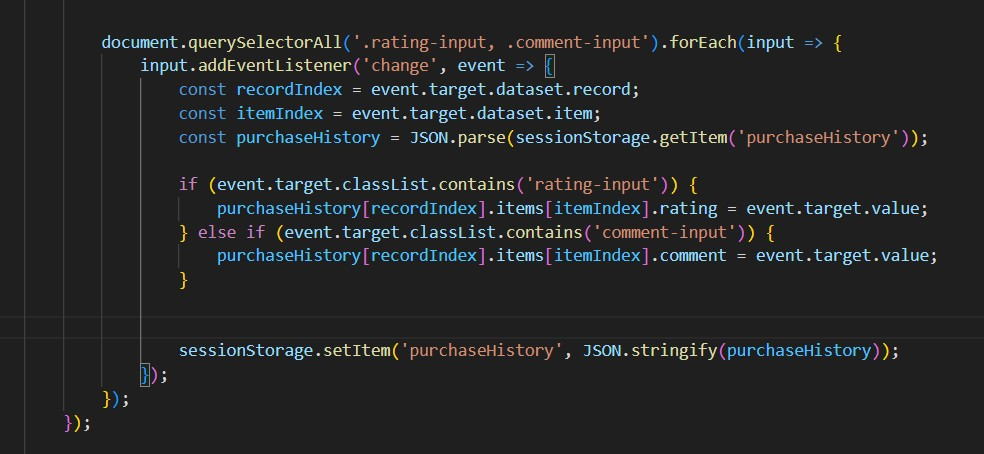 document.querySelectorAll('.rating-input, .comment-input').forEach(input => {
input.addEventListener('change', event => {
const recordIndex = event.target.dataset.record;
const itemIndex = event.target.dataset.item;
const purchaseHistory = JSON.parse(sessionStorage.getItem('purchaseHistory'));
if (event.target.classList.contains('rating-input')) {
purchaseHistory[recordIndex].items[itemIndex].rating = event.target.value;
} else if (event.target.classList.contains('comment-input')) {
purchaseHistory[recordIndex].items[itemIndex].comment = event.target.value;
}
sessionStorage.setItem('purchaseHistory', JSON.stringify(purchaseHistory));
});
});
});